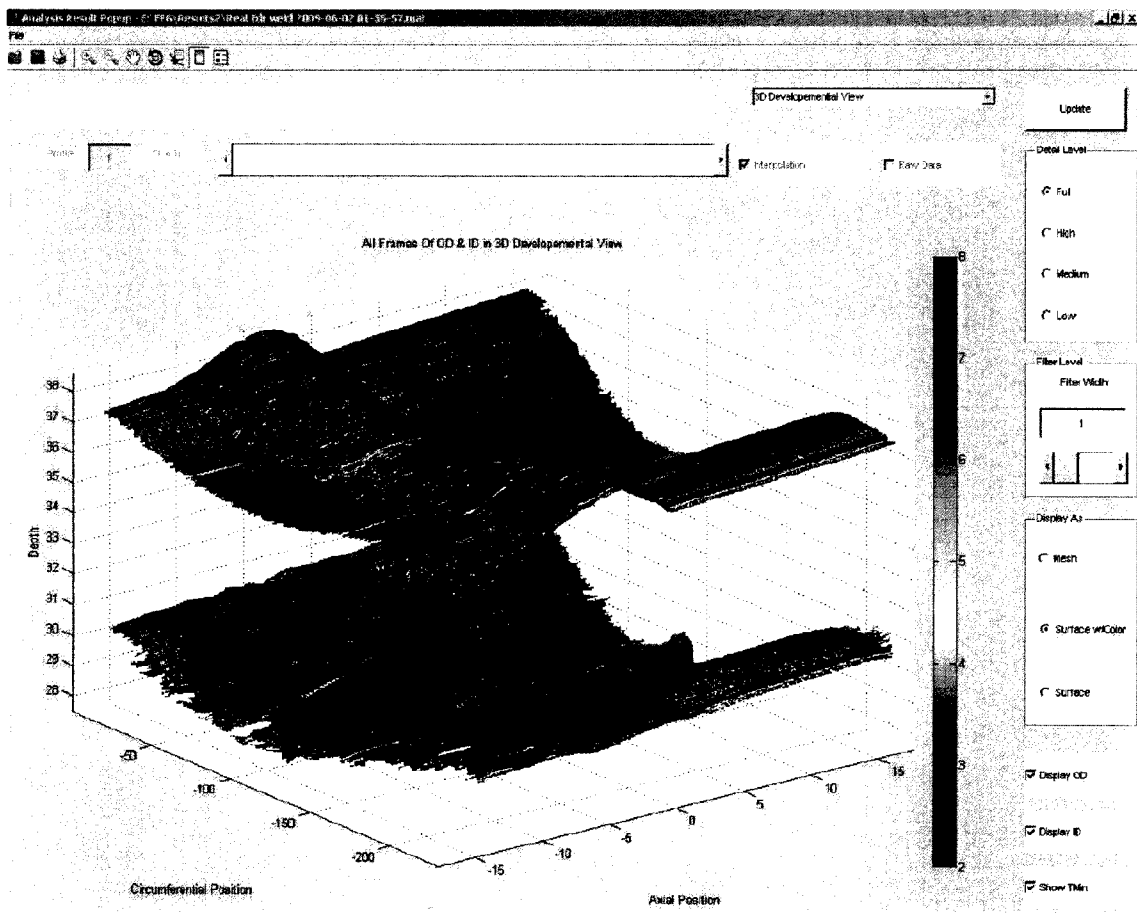 Analysis Result Popup -
File
3D Developemental View
Update
1
Interpolation
Raw Data
Detail Level
Full
High
Medium
Low
All Frames Of OD & ID in 3D Developemental View
Filter Level
Filter Width
1
Display As
Mesh
Surface w/Color
Surface
Display OD
Display ID
Show TMin
38
37
36
35
34
33
32
31
30
29
28
Depth
-50
-100
-150
-200
Circumferential Position
-15
-10
-5
0
5
10
15
Axial Position
8
7
6
5
4
3
2